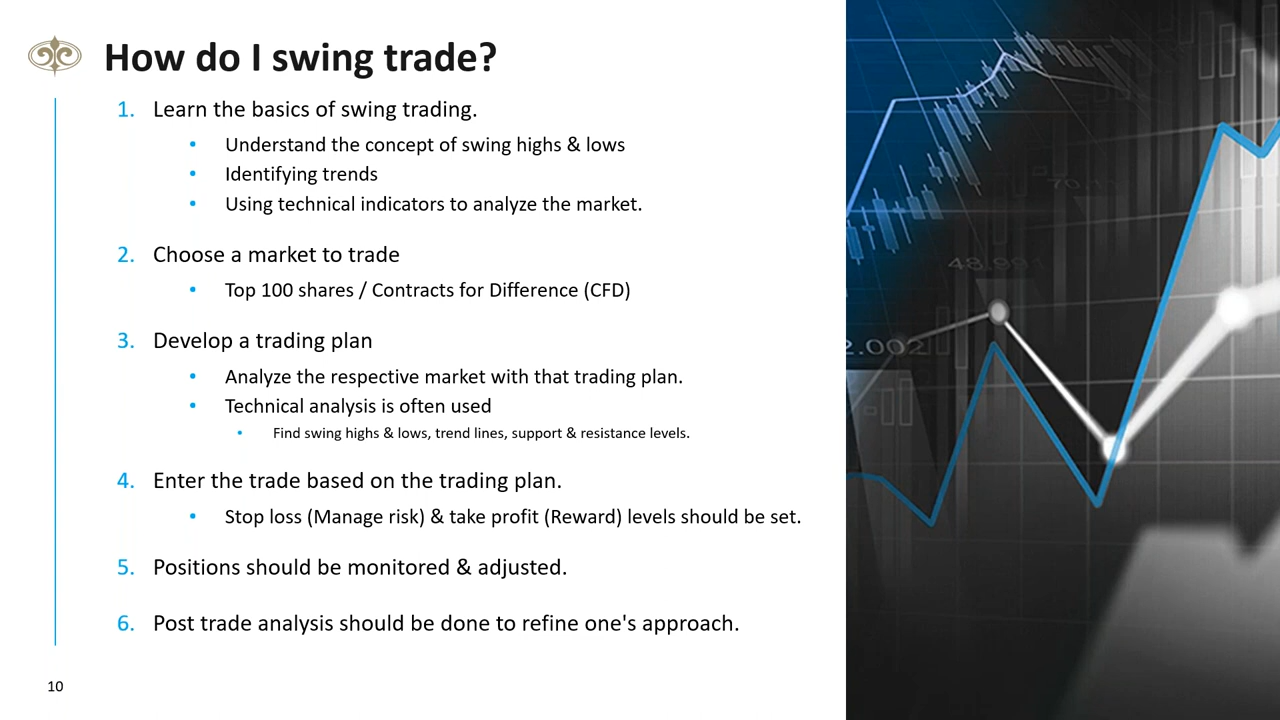 How do I swing trade?
1. Learn the basics of swing trading.
• Understand the concept of swing highs & lows
• Identifying trends
• Using technical indicators to analyze the market.
2. Choose a market to trade
• Top 100 shares / Contracts for Difference (CFD)
3. Develop a trading plan
• Analyze the respective market with that trading plan.
• Technical analysis is often used
• Find swing highs & lows, trend lines, support & resistance levels.
4. Enter the trade based on the trading plan.
• Stop loss (Manage risk) & take profit (Reward) levels should be set.
5. Positions should be monitored & adjusted.
6. Post trade analysis should be done to refine one's approach.
10
2.002